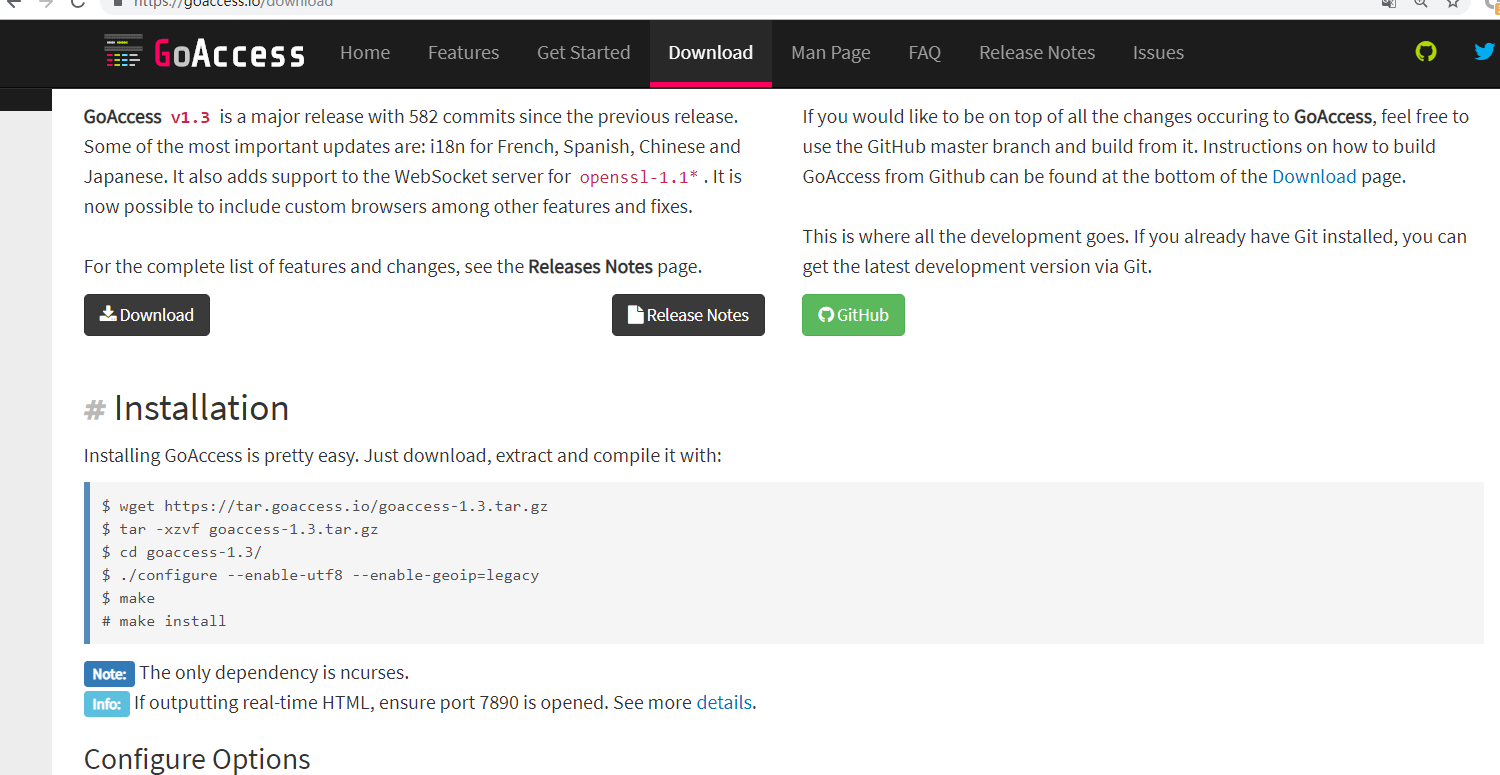 https://goaccess.io/download
GoAccess
Home
Features
Get Started
Download
Man Page
FAQ
Release Notes
Issues
GoAccess v1.3 is a major release with 582 commits since the previous release.
Some of the most important updates are: i18n for French, Spanish, Chinese and
Japanese. It also adds support to the WebSocket server for openssl-1.1* . It is
now possible to include custom browsers among other features and fixes.
For the complete list of features and changes, see the Releases Notes page.
Download
Release Notes
If you would like to be on top of all the changes occuring to GoAccess, feel free to
use the GitHub master branch and build from it. Instructions on how to build
GoAccess from Github can be found at the bottom of the Download page.
This is where all the development goes. If you already have Git installed, you can
get the latest development version via Git.
GitHub
# Installation
Installing GoAccess is pretty easy. Just download, extract and compile it with:
$ wget https://tar.goaccess.io/goaccess-1.3.tar.gz
$ tar -xzvf goaccess-1.3.tar.gz
$ cd goaccess-1.3/
$ ./configure --enable-utf8 --enable-geoip=legacy
$ make
# make install
Note: The only dependency is ncurses.
Info: If outputting real-time HTML, ensure port 7890 is opened. See more details.
Configure Options